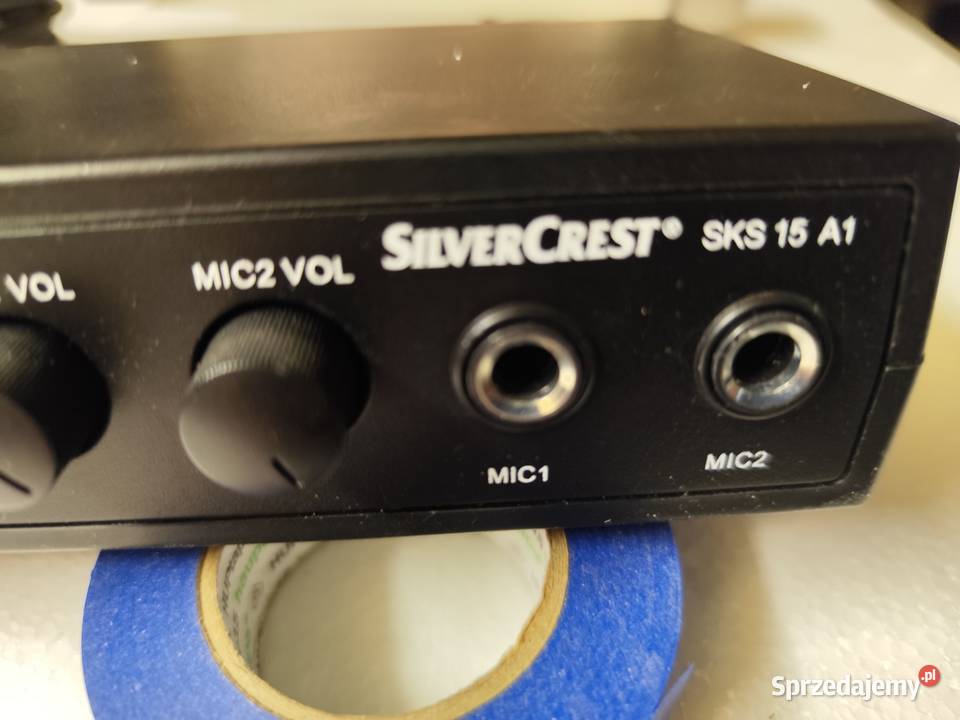 SILVERCREST® SKS 15 A1
VOL
MIC2 VOL
MIC1
MIC2
Sprzedajemy.pl